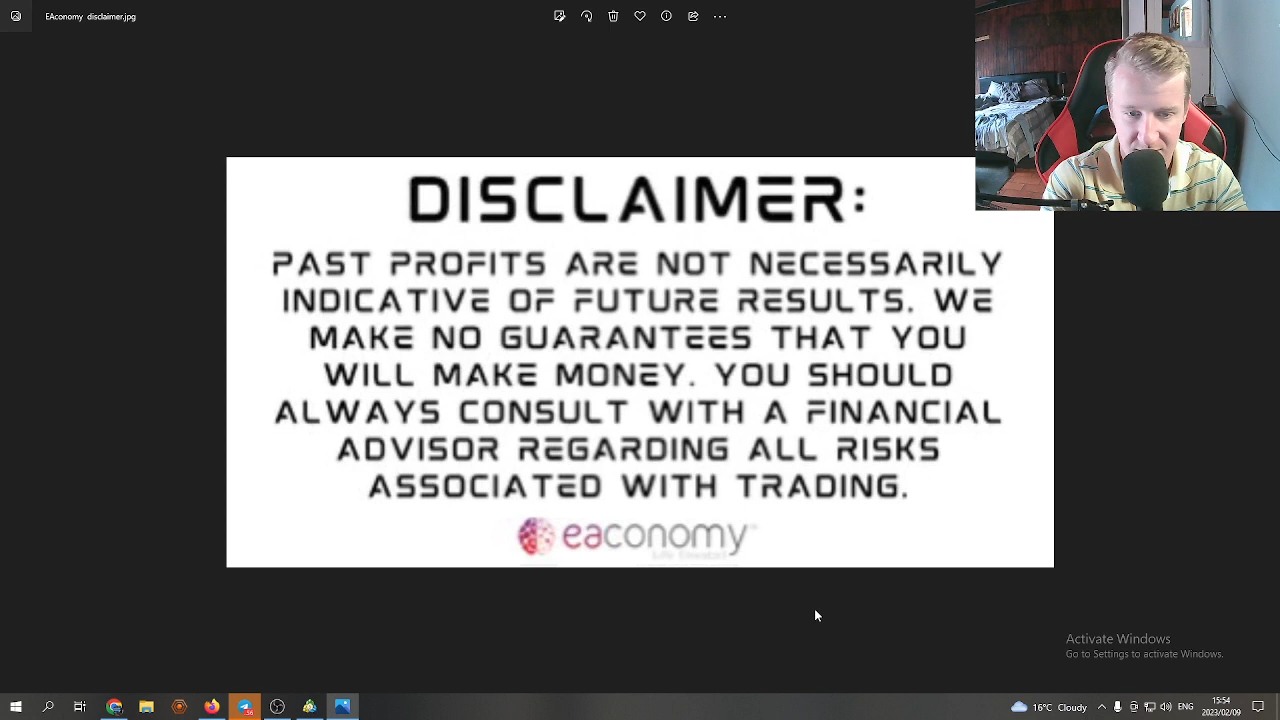 EAconomy disclaimer.jpg
DISCLAIMER:
PAST PROFITS ARE NOT NECESSARILY
INDICATIVE OF FUTURE RESULTS. WE
MAKE NO GUARANTEES THAT YOU
WILL MAKE MONEY. YOU SHOULD
ALWAYS CONSULT WITH A FINANCIAL
ADVISOR REGARDING ALL RISKS
ASSOCIATED WITH TRADING.
eaconomy
Activate Windows
Go to Settings to activate Windows.
16°C Cloudy
ENG
15:54
2023/02/09